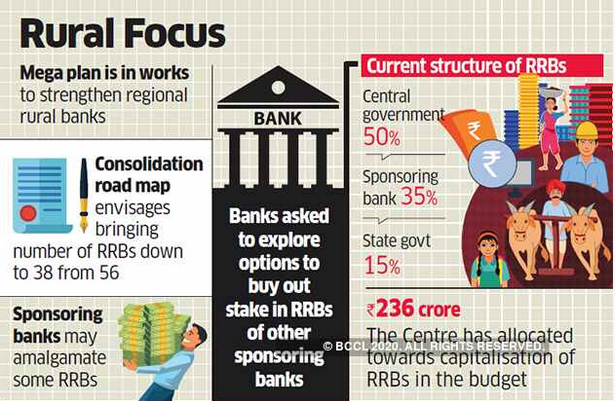 Rural Focus
Mega plan is in works
to strengthen regional
rural banks
Consolidation
road map
envisages
bringing
number of RRBs down
to 38 from 56
Sponsoring
banks may
amalgamate
some RRBs
BANK
Banks asked
to explore
options to
buy out
stake in RRBs
of other
sponsoring
banks
Current structure of RRBs
Central
government
50%
Sponsoring
bank 35%
State govt
15%
₹
₹
₹236 crore
The Centre has allocated
towards capitalisation of
RRBs in the budget
© BCCL 2020. ALL RIGHTS RESERVED.